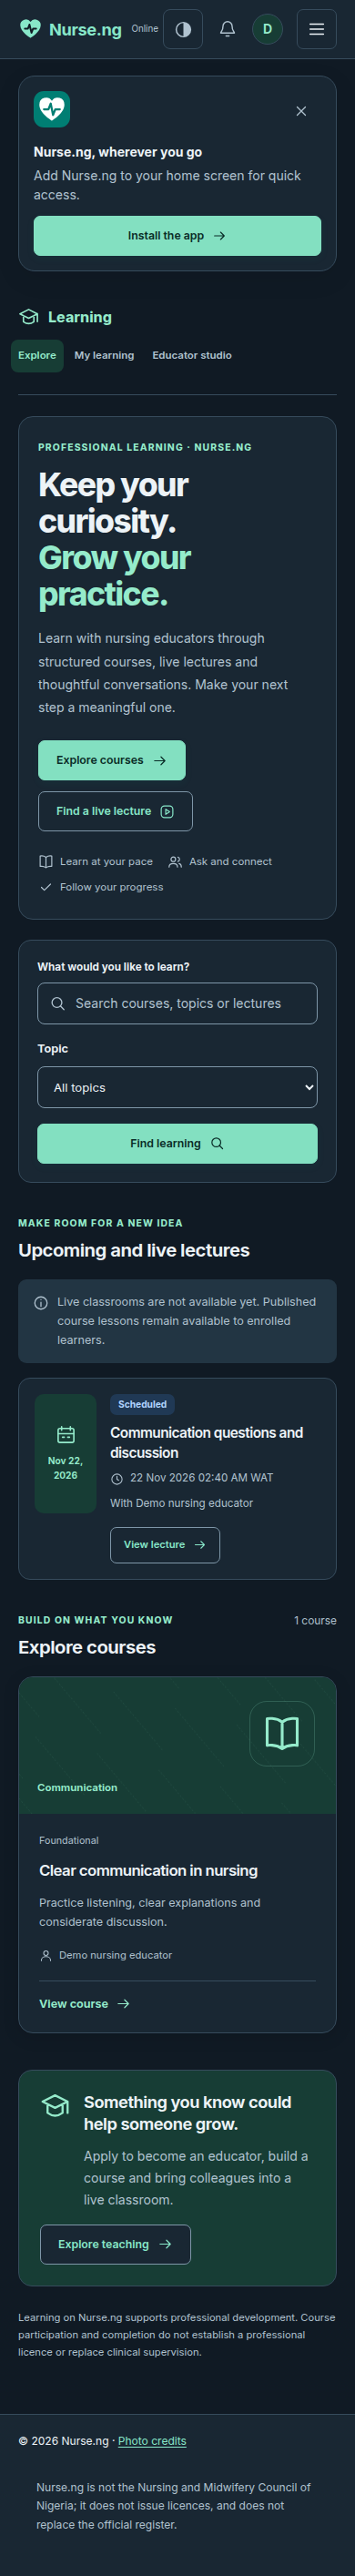 Nurse.ng
Online
D
Nurse.ng, wherever you go
Add Nurse.ng to your home screen for quick
access.
Install the app
Learning
Explore
My learning
Educator studio
PROFESSIONAL LEARNING · NURSE.NG
Keep your
curiosity.
Grow your
practice.
Learn with nursing educators through
structured courses, live lectures and
thoughtful conversations. Make your next
step a meaningful one.
Explore courses
Find a live lecture
Learn at your pace
Ask and connect
Follow your progress
What would you like to learn?
Search courses, topics or lectures
Topic
All topics
Find learning
MAKE ROOM FOR A NEW IDEA
Upcoming and live lectures
Live classrooms are not available yet. Published
course lessons remain available to enrolled
learners.
Nov 22,
2026
Scheduled
Communication questions and
discussion
22 Nov 2026 02:40 AM WAT
With Demo nursing educator
View lecture
BUILD ON WHAT YOU KNOW
1 course
Explore courses
Communication
Foundational
Clear communication in nursing
Practice listening, clear explanations and
considerate discussion.
Demo nursing educator
View course
Something you know could
help someone grow.
Apply to become an educator, build a
course and bring colleagues into a
live classroom.
Explore teaching
Learning on Nurse.ng supports professional development. Course
participation and completion do not establish a professional
licence or replace clinical supervision.
© 2026 Nurse.ng · Photo credits
Nurse.ng is not the Nursing and Midwifery Council of
Nigeria; it does not issue licences, and does not
replace the official register.